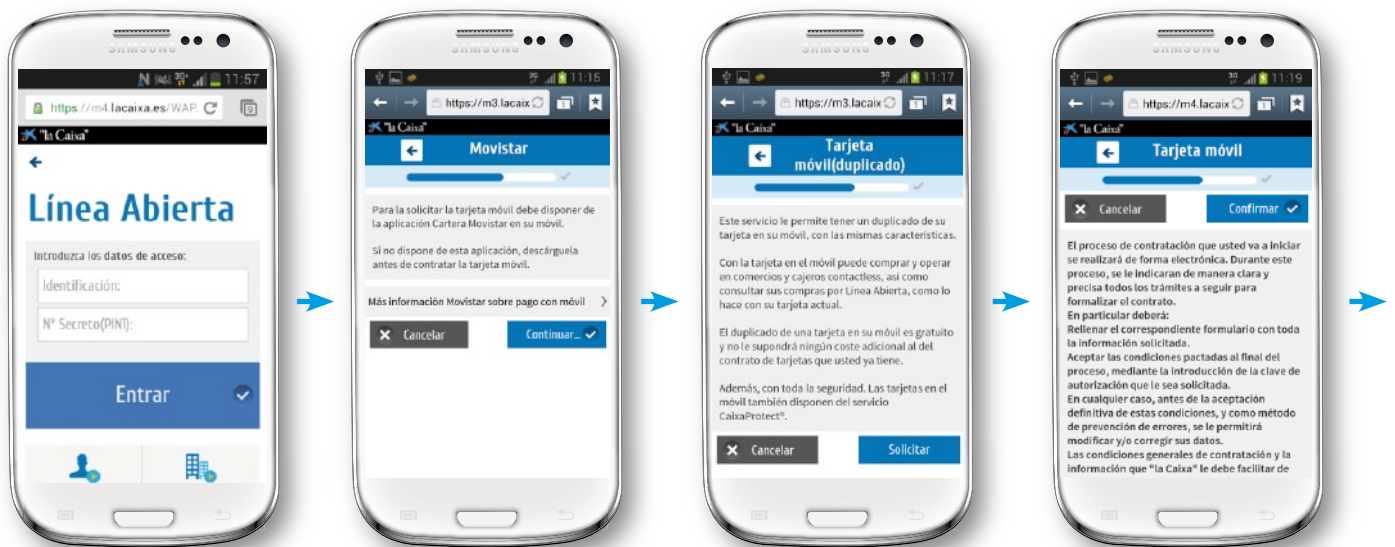 SAMSUNG
3G 11:57
https://m4.lacaixa.es/WAP
9
"la Caixa"
Línea Abierta
Introduzca los datos de acceso:
Identificación:
Nº Secreto(PIN1):
Entrar
SAMSUNG
3G 11:15
https://m3.lacaix
1
"la Caixa"
Movistar
Para la solicitar la tarjeta móvil debe disponer de
la aplicación Cartera Movistar en su móvil.
Si no dispone de esta aplicación, descárguela
antes de contratar la tarjeta móvil.
Más información Movistar sobre pago con móvil
Cancelar
Continuar...
SAMSUNG
3G 11:17
https://m3.lacaix
1
"la Caixa"
Tarjeta
móvil(duplicado)
Este servicio le permite tener un duplicado de su
tarjeta en su móvil, con las mismas características.
Con la tarjeta en el móvil puede comprar y operar
en comercios y cajeros contactless, así como
consultar sus compras por Línea Abierta, como lo
hace con su tarjeta actual.
El duplicado de una tarjeta en su móvil es gratuito
y no le supondrá ningún coste adicional al del
contrato de tarjetas que usted ya tiene.
Además, con toda la seguridad. Las tarjetas en el
móvil también disponen del servicio
CaixaProtect®.
Cancelar
Solicitar
SAMSUNG
3G 11:19
https://m4.lacaix
1
"la Caixa"
Tarjeta móvil
Cancelar
Confirmar
El proceso de contratación que usted va a iniciar
se realizará de forma electrónica. Durante este
proceso, se le indicaran de manera clara y
precisa todos los trámites a seguir para
formalizar el contrato.
En particular deberá:
Rellenar el correspondiente formulario con toda
la información solicitada.
Aceptar las condiciones pactadas al final del
proceso, mediante la introducción de la clave de
autorización que le sea solicitada.
En cualquier caso, antes de la aceptación
definitiva de estas condiciones, y como método
de prevención de errores, se le permitirá
modificar y/o corregir sus datos.
Las condiciones generales de contratación y la
información que "la Caixa" le debe facilitar de